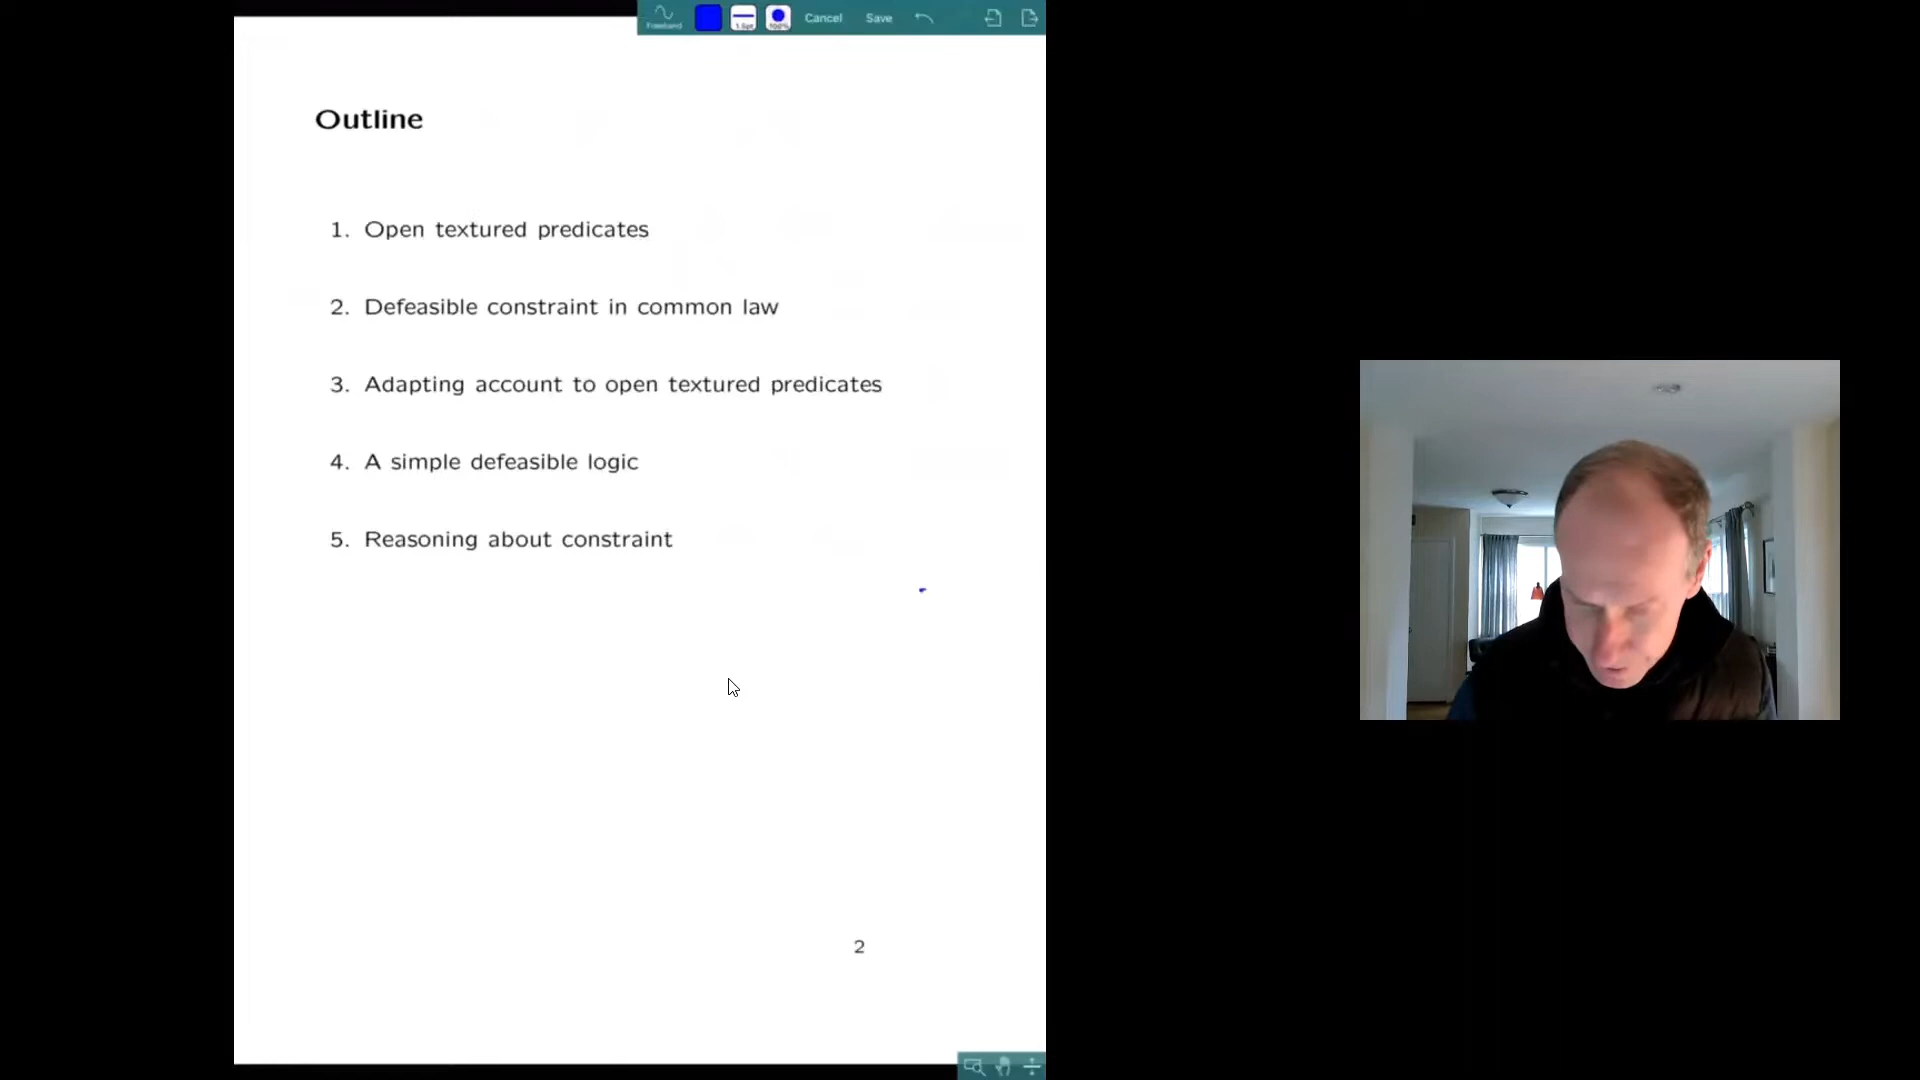 Freehand
Cancel
Save
Outline
1. Open textured predicates
2. Defeasible constraint in common law
3. Adapting account to open textured predicates
4. A simple defeasible logic
5. Reasoning about constraint
2